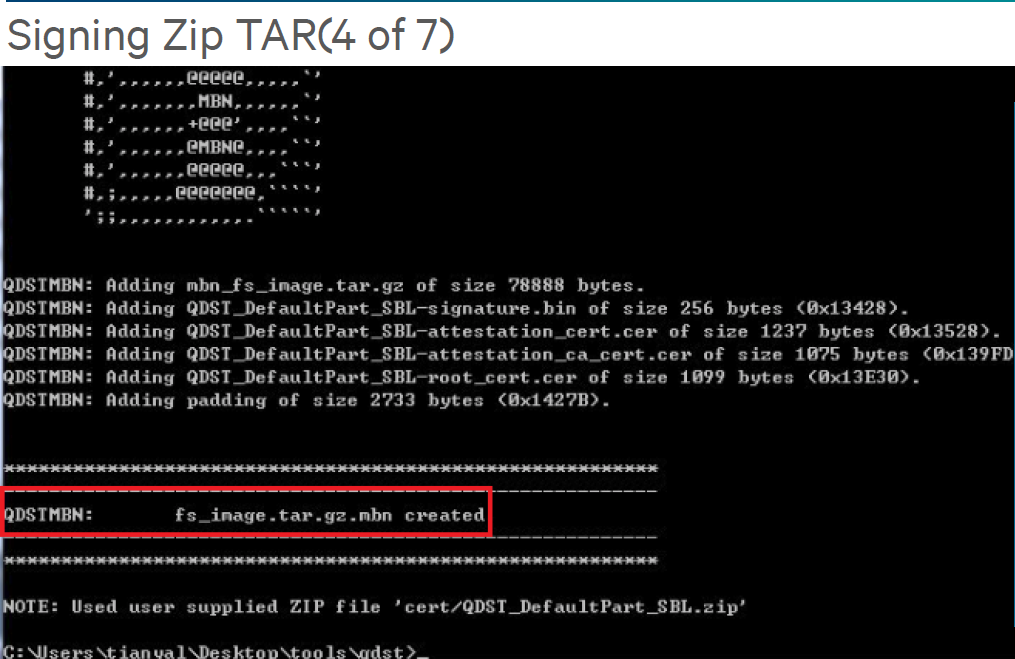 Signing Zip TAR(4 of 7)
#,',,,,,,@@@@@,,,,,`'
#,',,,,,,,MBN,,,,,,`'
#,',,,,,,+@@@',,,,``'
#,',,,,,,@MBN@,,,,``'
#,',,,,,,@@@@@,,,```'
#,;,,,,,@@@@@@@,````'
';;,,,,,,,,,,,,.`````'
QDSTMBN: Adding mbn_fs_image.tar.gz of size 78888 bytes.
QDSTMBN: Adding QDST_DefaultPart_SBL-signature.bin of size 256 bytes (0x13428).
QDSTMBN: Adding QDST_DefaultPart_SBL-attestation_cert.cer of size 1237 bytes (0x13528).
QDSTMBN: Adding QDST_DefaultPart_SBL-attestation_ca_cert.cer of size 1075 bytes (0x139FD
QDSTMBN: Adding QDST_DefaultPart_SBL-root_cert.cer of size 1099 bytes (0x13E30).
QDSTMBN: Adding padding of size 2733 bytes (0x1427B).
*********************************************************
---------------------------------------------------------
QDSTMBN: fs_image.tar.gz.mbn created
---------------------------------------------------------
*********************************************************
NOTE: Used user supplied ZIP file 'cert/QDST_DefaultPart_SBL.zip'
C:\Users\tianyal\Desktop\tools\qdst>_